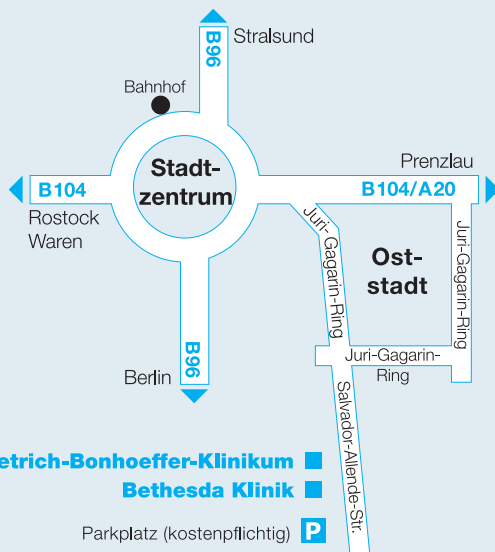 B96
Stralsund
Bahnhof
Stadt-
zentrum
B104
Rostock
Waren
Prenzlau
B104/A20
Juri-Gagarin-Ring
Juri-Gagarin-Ring
Ost-
stadt
Juri-Gagarin-
Ring
B96
Berlin
Salvador-Allende-Str.
etrich-Bonhoeffer-Klinikum
Bethesda Klinik
Parkplatz (kostenpflichtig) P